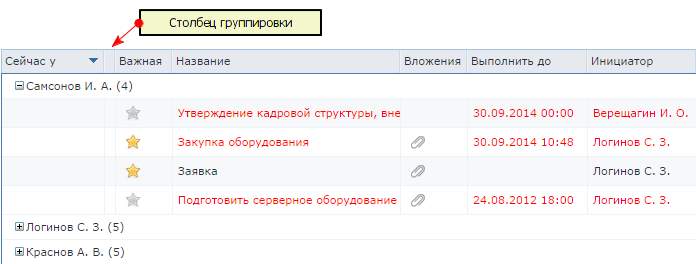 Столбец группировки
Сейчас у Важная Название Вложения Выполнить до Инициатор
Самсонов И. А. (4)
Утверждение кадровой структуры, вне 30.09.2014 00:00 Верещагин И. О.
Закупка оборудования 30.09.2014 10:48 Логинов С. З.
Заявка Логинов С. З.
Подготовить серверное оборудование 24.08.2012 18:00 Логинов С. З.
Логинов С. З. (5)
Краснов А. В. (5)